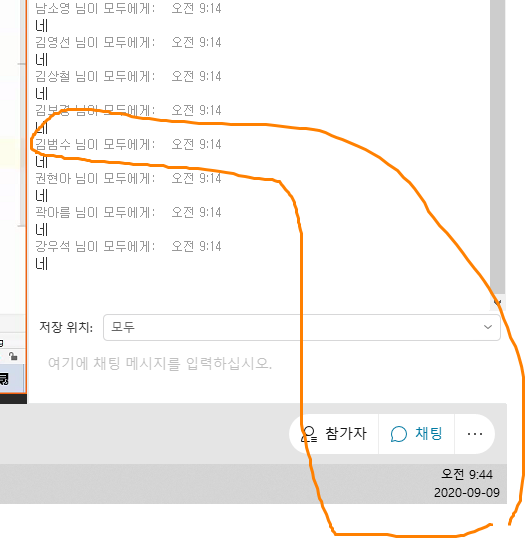 남소영 님이 모두에게: 오전 9:14
네
김영선 님이 모두에게: 오전 9:14
네
김상철 님이 모두에게: 오전 9:14
네
김보경 님이 모두에게: 오전 9:14
네
김범수 님이 모두에게: 오전 9:14
네
권현아 님이 모두에게: 오전 9:14
네
곽아름 님이 모두에게: 오전 9:14
네
강우석 님이 모두에게: 오전 9:14
네
저장 위치: 모두
여기에 채팅 메시지를 입력하십시오.
참가자 채팅 ...
오전 9:44
2020-09-09